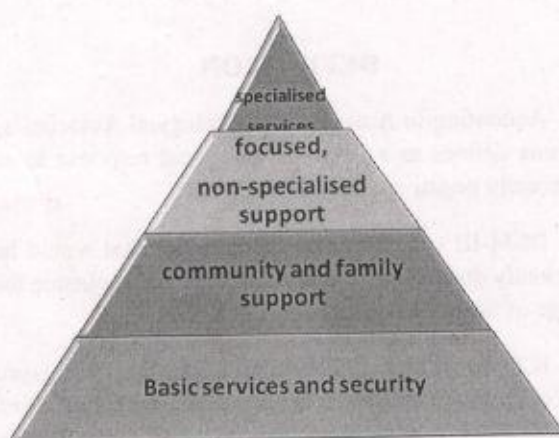 specialised
services
focused,
non-specialised
support
community and family
support
Basic services and security